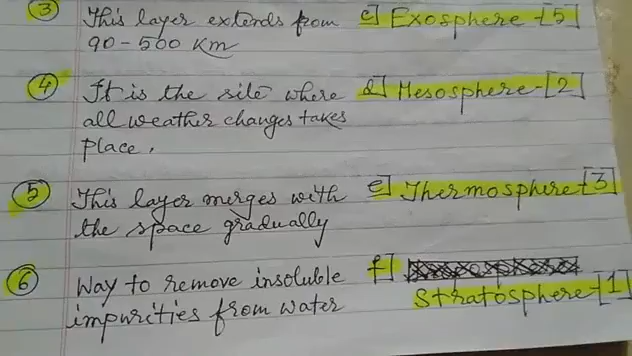 ③ This layer extends from c] Exosphere-[5]
90-500 KM
④ It is the site where d] Mesosphere-[2]
all weather changes takes
place.
⑤ This layer merges with e] Thermosphere-[3]
the space gradually
⑥ Way to remove insoluble f]
impurities from water Stratosphere-[1]